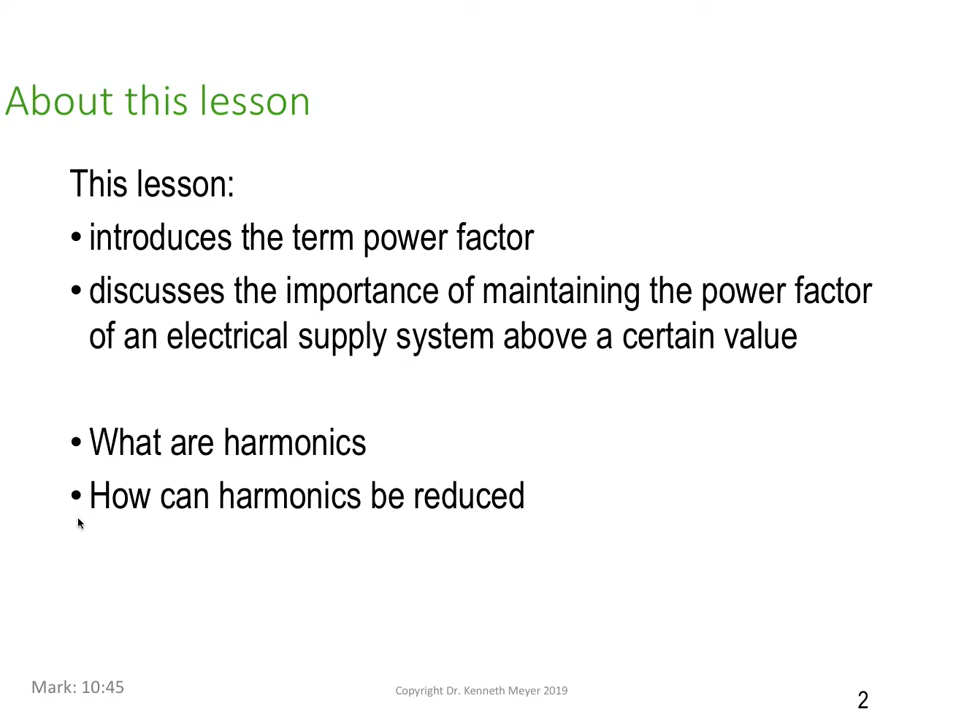 About this lesson
This lesson:
• introduces the term power factor
• discusses the importance of maintaining the power factor
of an electrical supply system above a certain value
• What are harmonics
• How can harmonics be reduced
Mark: 10:45
Copyright Dr. Kenneth Meyer 2019
2